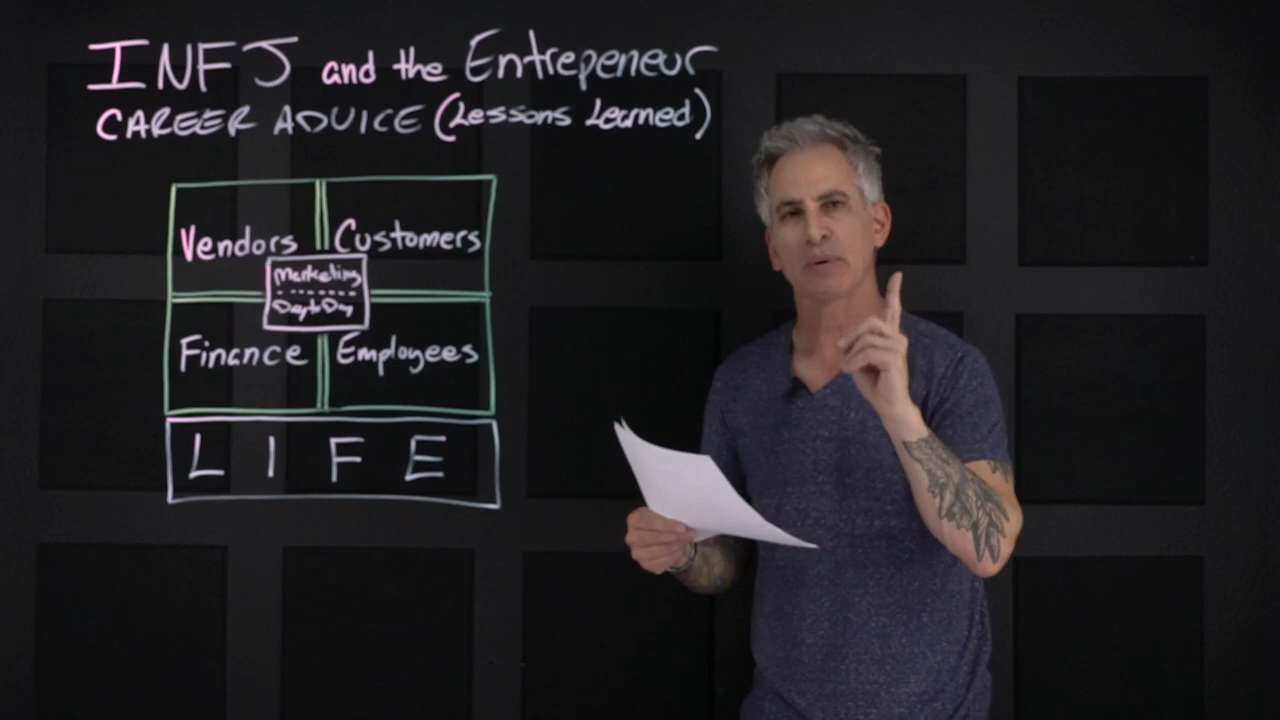 INFJ and the Entrepeneur
CAREER ADVICE (Lessons Learned)
Vendors Customers
Marketing
Day to Day
Finance Employees
LIFE